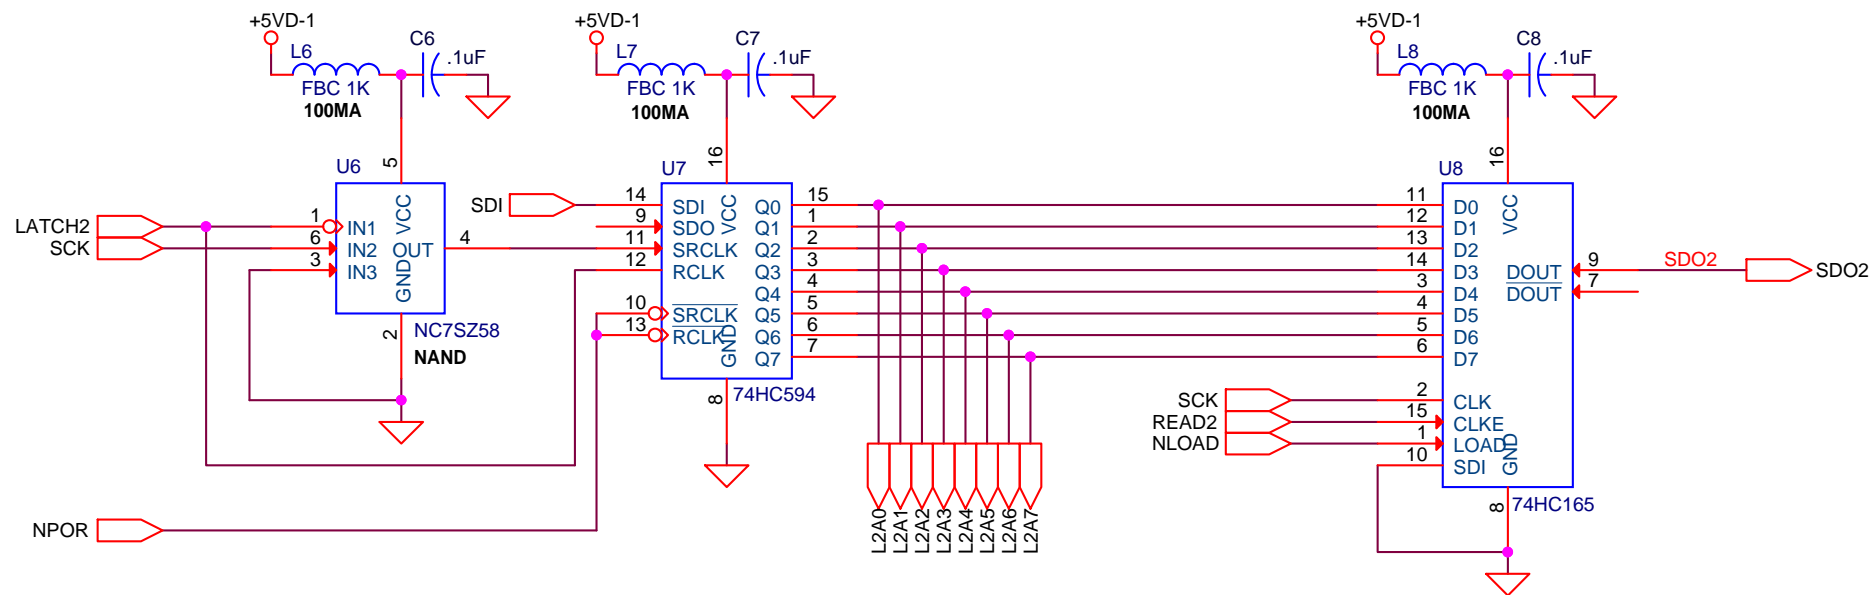 +5VD-1
L6
FBC 1K
100MA
C6
.1uF
+5VD-1
L7
FBC 1K
100MA
C7
.1uF
+5VD-1
L8
FBC 1K
100MA
C8
.1uF
LATCH2
SCK
NPOR
U6
5
1
6
3
4
2
IN1
IN2
IN3
VCC
OUT
GND
NC7SZ58
NAND
SDI
U7
16
14
9
11
12
10
13
SDI
SDO
SRCLK
RCLK
SRCLK
RCLK
VCC
GND
Q0
Q1
Q2
Q3
Q4
Q5
Q6
Q7
15
1
2
3
4
5
6
7
8
74HC594
L2A0
L2A1
L2A2
L2A3
L2A4
L2A5
L2A6
L2A7
SCK
READ2
NLOAD
U8
16
11
12
13
14
3
4
5
6
2
15
1
10
D0
D1
D2
D3
D4
D5
D6
D7
CLK
CLKE
LOAD
SDI
VCC
GND
DOUT
DOUT
9
7
8
74HC165
SDO2
SDO2